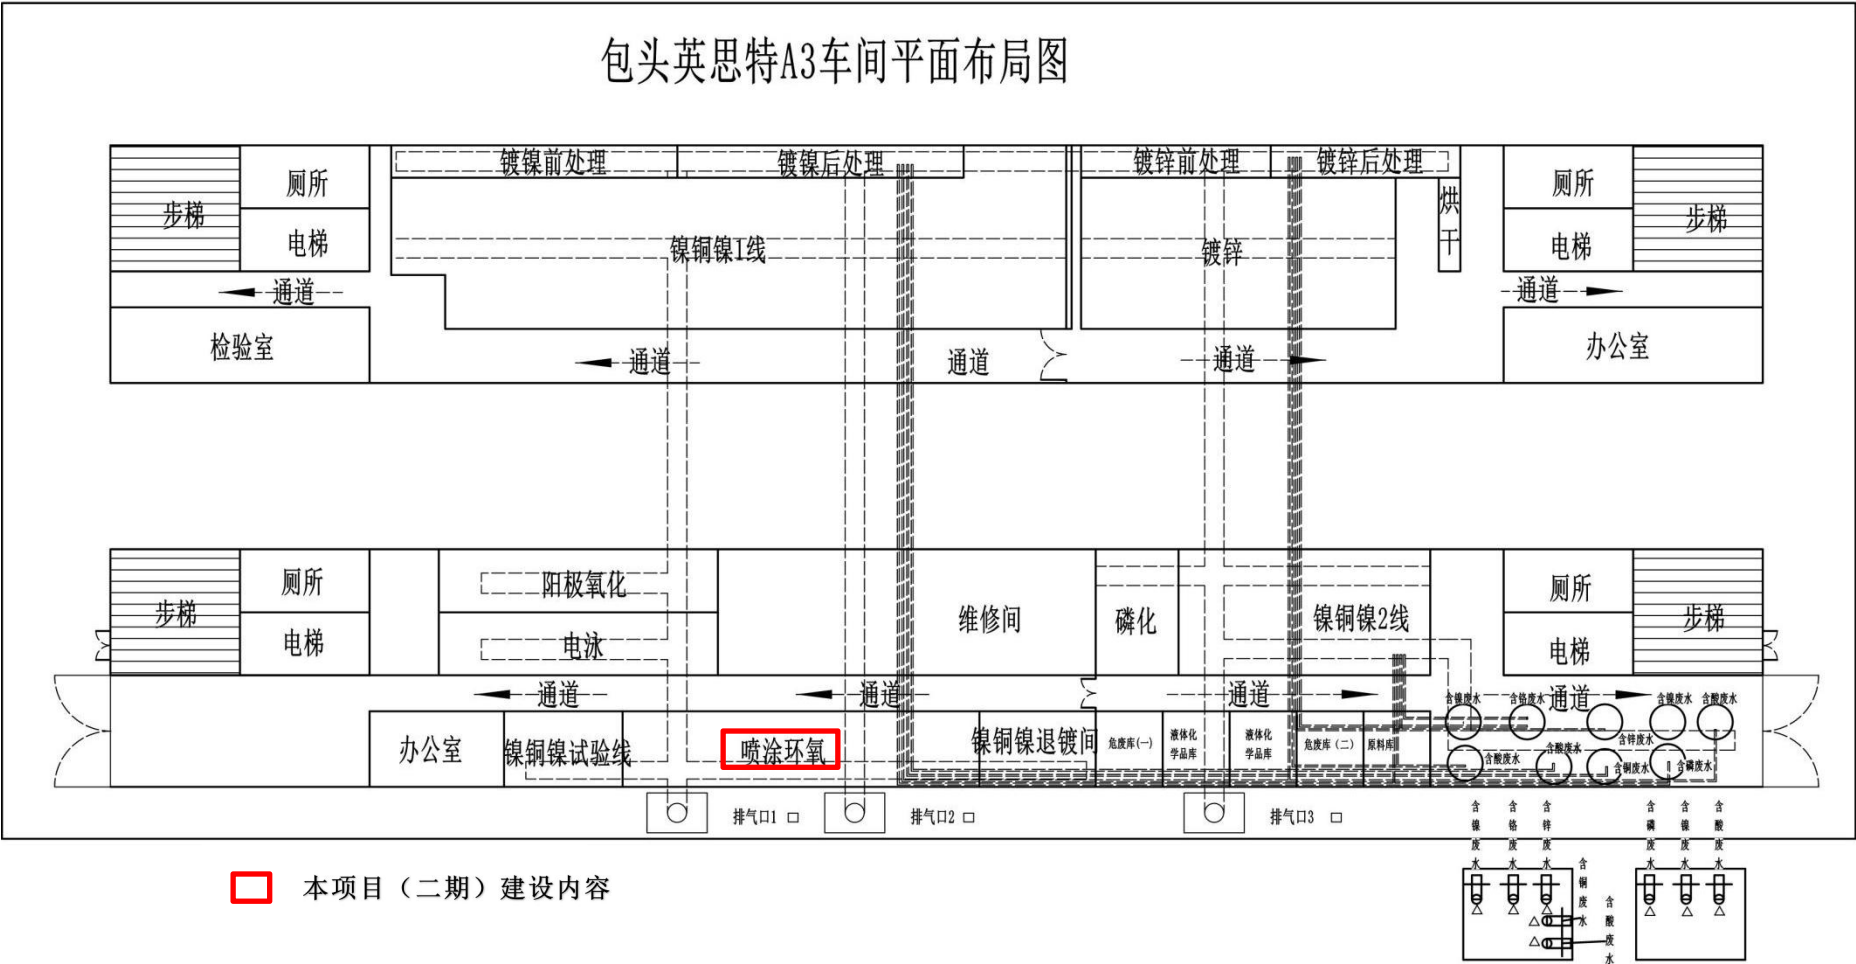 包头英思特A3车间平面布局图
镀镍前处理
镀镍后处理
镀锌前处理
镀锌后处理
步梯
厕所
电梯
镍铜镍1线
镀锌
烘干
厕所
电梯
步梯
通道
通道
检验室
通道
通道
通道
办公室
步梯
厕所
电梯
阳极氧化
电泳
维修间
磷化
镍铜镍2线
厕所
电梯
步梯
通道
通道
通道
通道
含镍废水
含铬废水
含镍废水
含酸废水
办公室
镍铜镍试验线
喷涂环氧
镍铜镍退镀间
危废库(一)
液体化
学品库
液体化
学品库
危废库（二）
原料库
含酸废水
含酸废水
含锌废水
含铜废水
含磷废水
排气口1
排气口2
排气口3
含镍废水
含铬废水
含锌废水
含磷废水
含镍废水
含酸废水
含铜废水
含酸废水
本项目（二期）建设内容